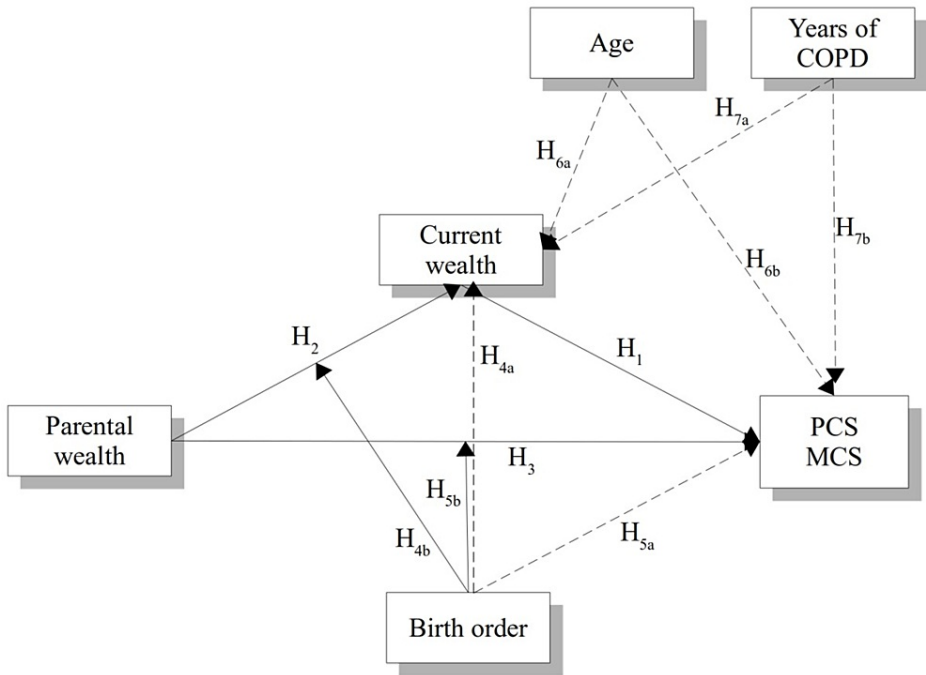 Age
Years of
COPD
H7a
H6a
Current
wealth
H7b
H6b
H2
H4a
H1
Parental
wealth
PCS
MCS
H3
H5b
H4b
H5a
Birth order